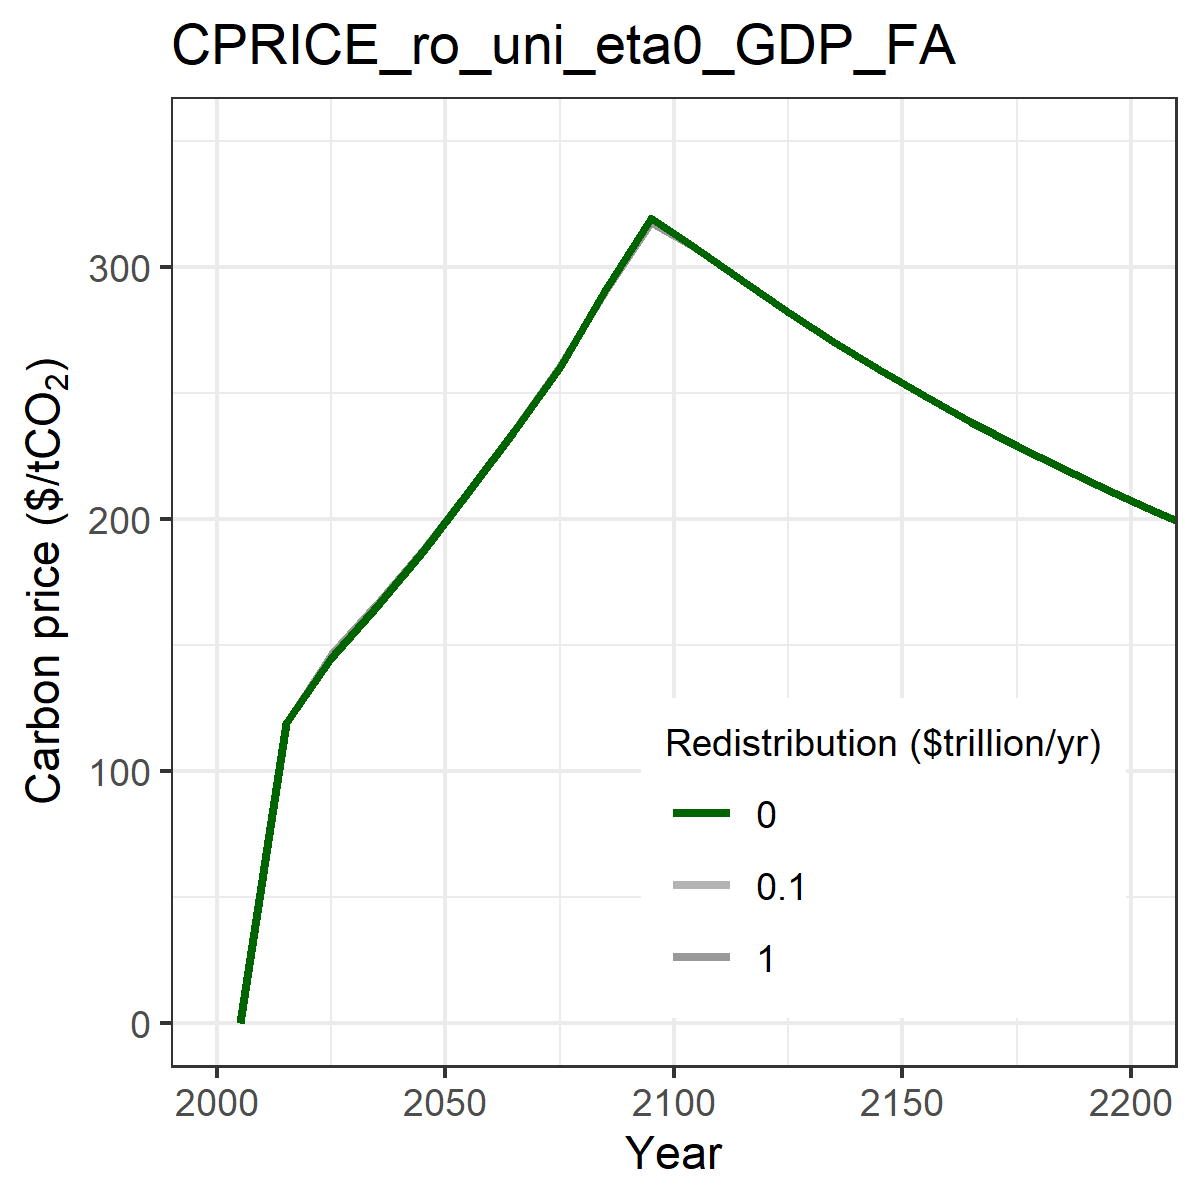 CPRICE_ro_uni_eta0_GDP_FA
Carbon price ($/tCO₂)
300
200
100
0
Redistribution ($trillion/yr)
0
0.1
1
2000 2050 2100 2150 2200
Year